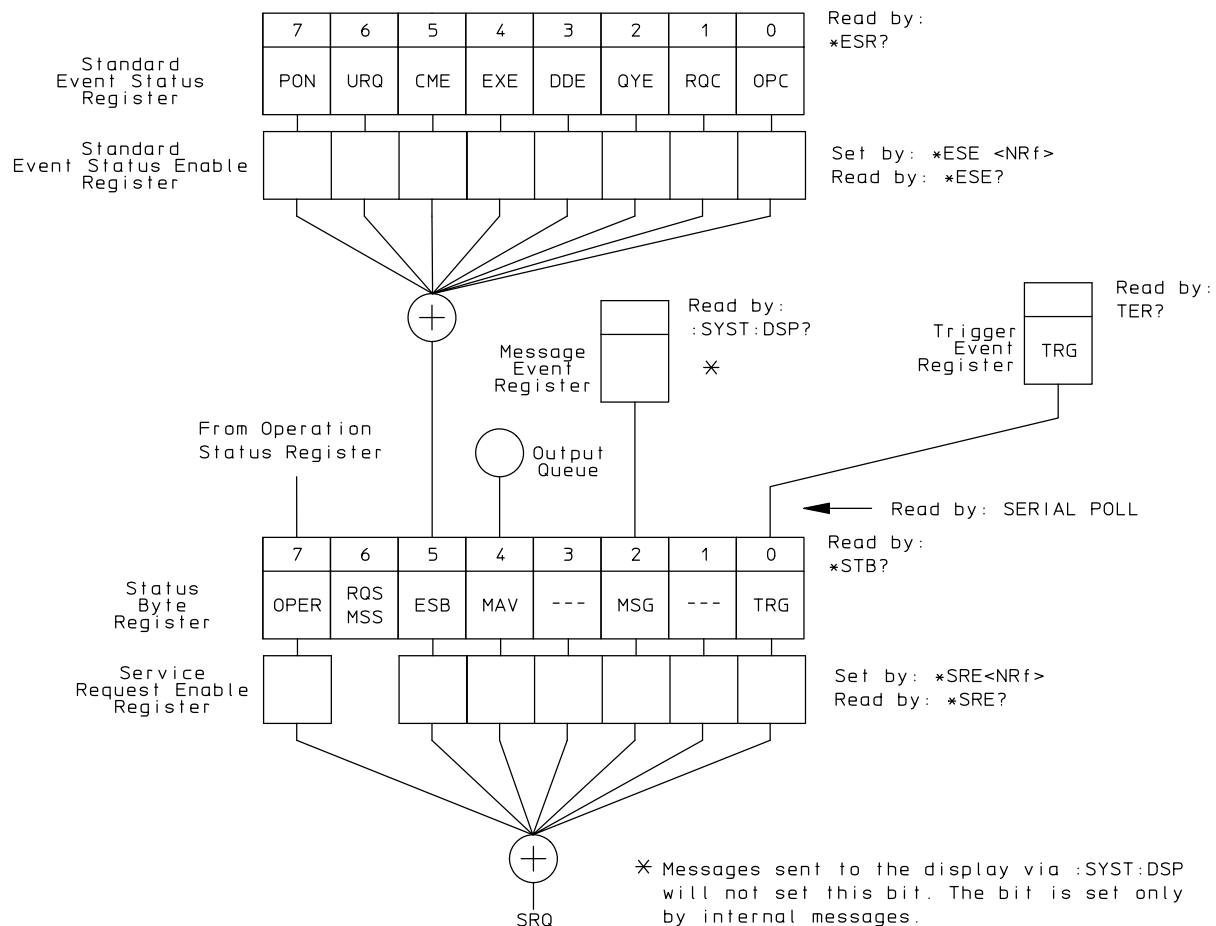 7 6 5 4 3 2 1 0
Read by:
*ESR?
Standard
Event Status
Register
PON URQ CME EXE DDE QYE RQC OPC
Standard
Event Status Enable
Register
Set by: *ESE <NRf>
Read by: *ESE?
+
Message
Event
Register
Read by:
:SYST:DSP?
*
Trigger
Event
Register
TRG
Read by:
TER?
From Operation
Status Register
Output
Queue
Read by: SERIAL POLL
7 6 5 4 3 2 1 0
Read by:
*STB?
Status
Byte
Register
OPER RQS MSS ESB MAV --- MSG --- TRG
Service
Request Enable
Register
Set by: *SRE<NRf>
Read by: *SRE?
+
SRQ
* Messages sent to the display via :SYST:DSP
will not set this bit. The bit is set only
by internal messages.